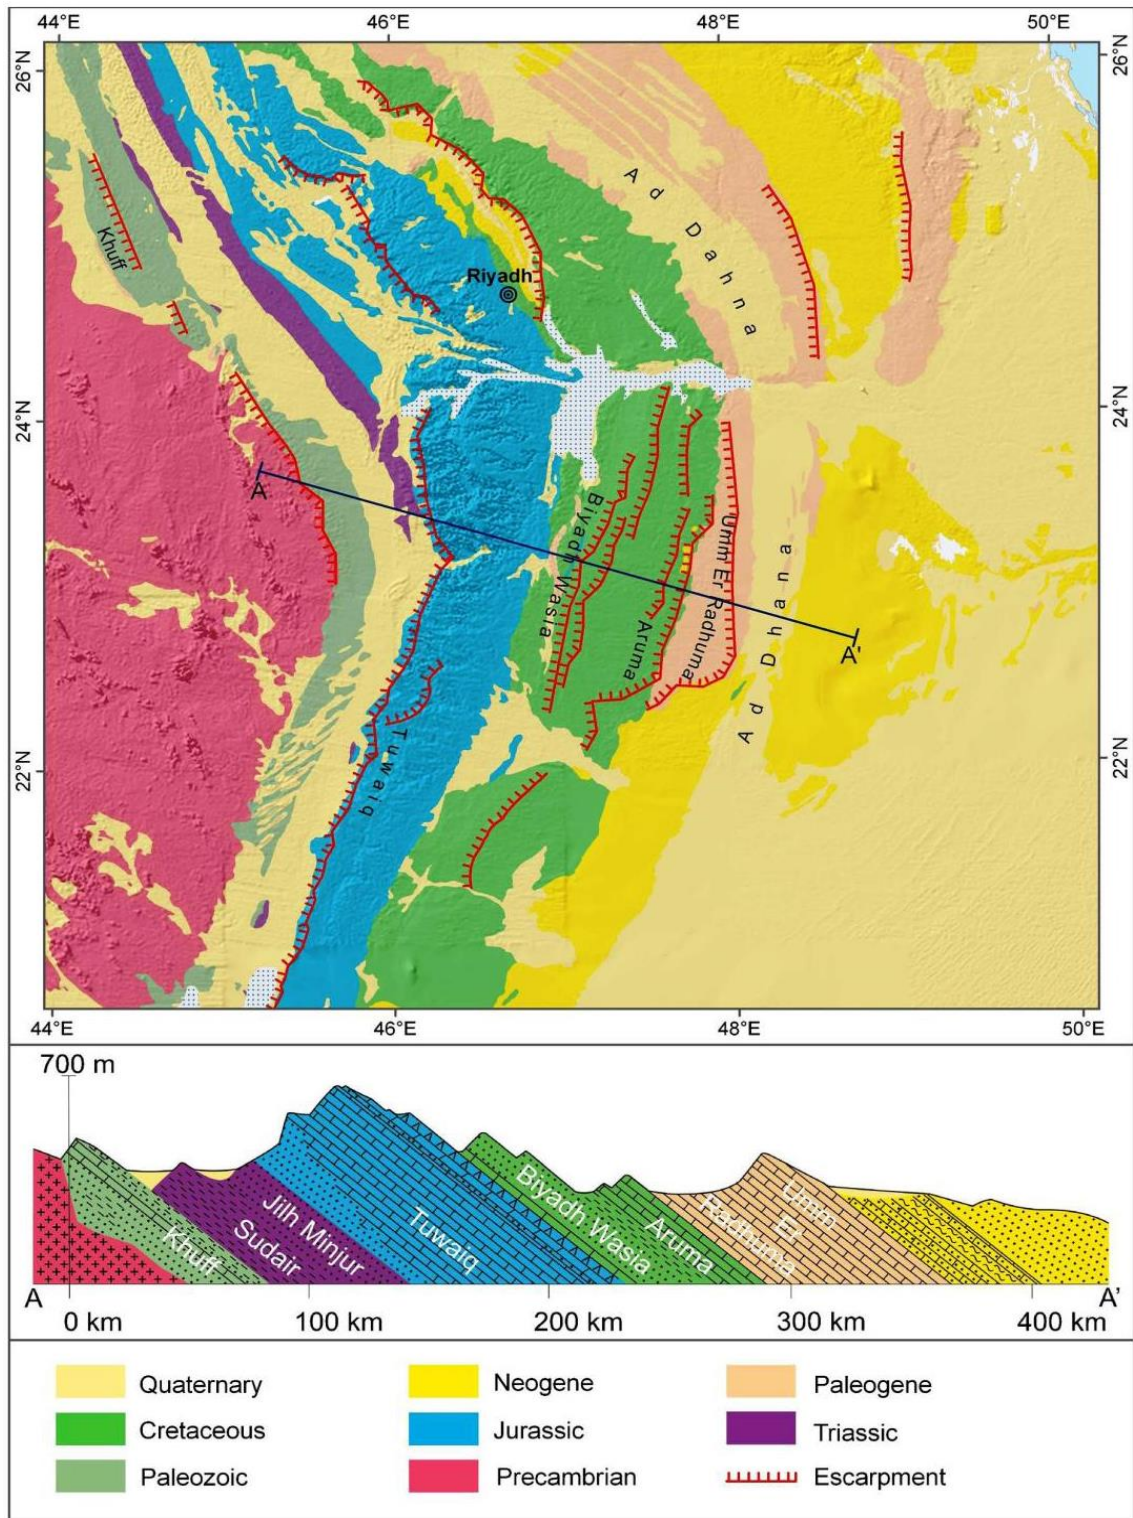 44°E 46°E 48°E 50°E
26°N 26°N
Ad Dahna
Khuff
Riyadh
24°N 24°N
A
Biyadh Wasia
Umm Er Radhuma
Aruma
Ad Dhana
A'
Tuwaiq
22°N 22°N
44°E 46°E 48°E 50°E
700 m
Khuff
Sudair
Jilh Minjur
Tuwaiq
Biyadh Wasia
Aruma
Umm
Er
Radhuma
A A'
0 km 100 km 200 km 300 km 400 km
Quaternary Neogene Paleogene
Cretaceous Jurassic Triassic
Paleozoic Precambrian Escarpment